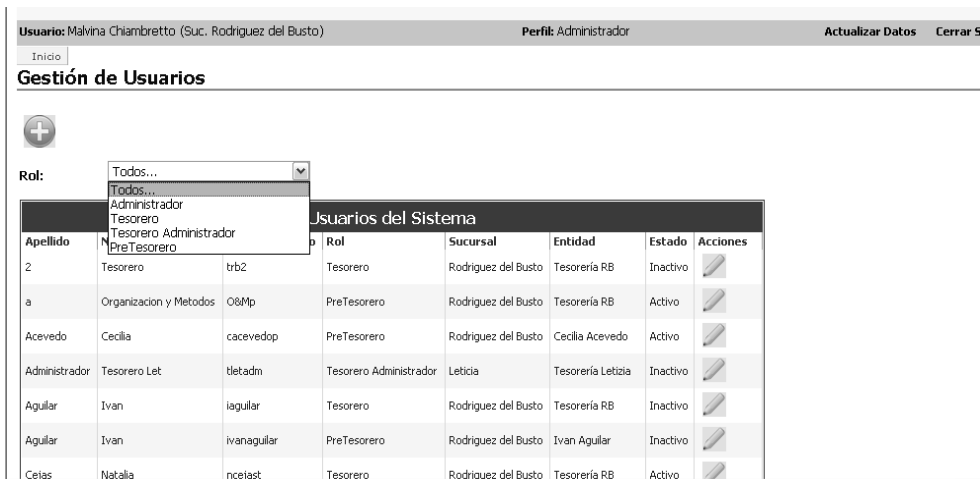 Usuario: Malvina Chiambretto (Suc. Rodriguez del Busto) Perfil: Administrador Actualizar Datos Cerrar S
Inicio
Gestión de Usuarios
Rol: Todos...
Todos...
Administrador
Tesorero
Tesorero Administrador
PreTesorero
Usuarios del Sistema
Apellido N o Rol Sucursal Entidad Estado Acciones
2 Tesorero trb2 Tesorero Rodriguez del Busto Tesorería RB Inactivo
a Organizacion y Metodos O&Mp PreTesorero Rodriguez del Busto Tesorería RB Activo
Acevedo Cecilia cacevedop PreTesorero Rodriguez del Busto Cecilia Acevedo Activo
Administrador Tesorero Let tletadm Tesorero Administrador Leticia Tesorería Letizia Inactivo
Aguilar Ivan iaguilar Tesorero Rodriguez del Busto Tesorería RB Inactivo
Aguilar Ivan ivanaguilar PreTesorero Rodriguez del Busto Ivan Aguilar Inactivo
Cejas Natalia ncejast Tesorero Rodriguez del Busto Tesorería RB Activo